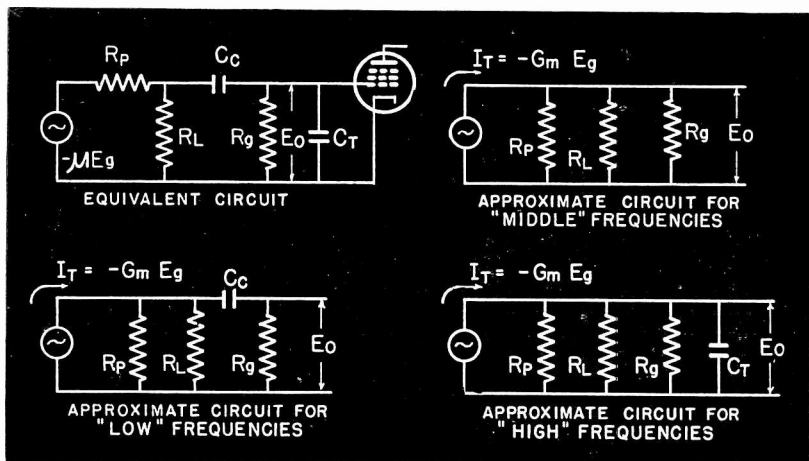 Rp Cc
RL Rg Eo CT
-μEg
EQUIVALENT CIRCUIT
IT = -Gm Eg
RP RL Rg Eo
APPROXIMATE CIRCUIT FOR
"MIDDLE" FREQUENCIES
IT = -Gm Eg Cc
RP RL Rg Eo
APPROXIMATE CIRCUIT FOR
"LOW" FREQUENCIES
IT = -Gm Eg
RP RL Rg CT Eo
APPROXIMATE CIRCUIT FOR
"HIGH" FREQUENCIES